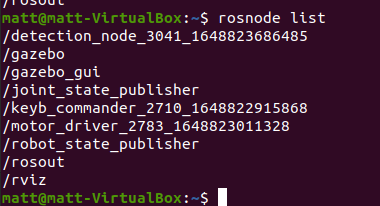 /rosout
matt@matt-VirtualBox:~$ rosnode list
/detection_node_3041_1648823686485
/gazebo
/gazebo_gui
/joint_state_publisher
/keyb_commander_2710_1648822915868
/motor_driver_2783_1648823011328
/robot_state_publisher
/rosout
/rviz
matt@matt-VirtualBox:~$